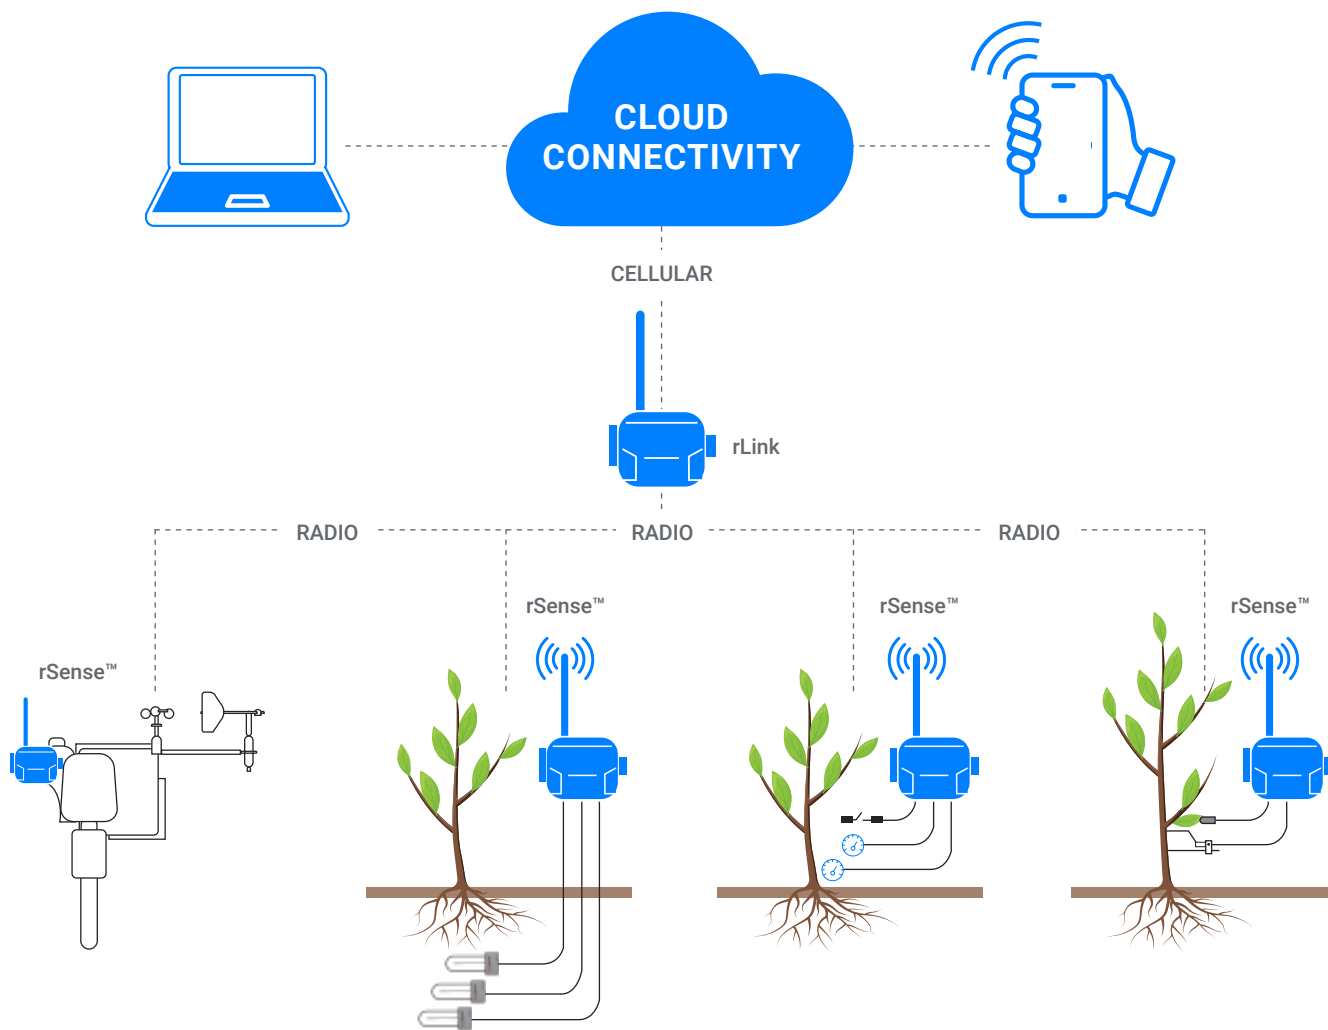 CLOUD
CONNECTIVITY
CELLULAR
rLink
RADIO
RADIO
RADIO
rSense™
rSense™
rSense™
rSense™